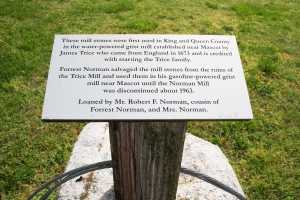 These mill stones were first used in King and Queen County
in the water-powered grist mill established near Mascot by
James Trice who came from England in 1673 and is credited
with starting the Trice family.
Forrest Norman salvaged the mill stones from the ruins of
the Trice Mill and used them in his gasoline-powered grist
mill near Mascot until the Norman Mill
was discontinued about 1963.
Loaned by Mr. Robert F. Norman, cousin of
Forrest Norman, and Mrs. Norman.